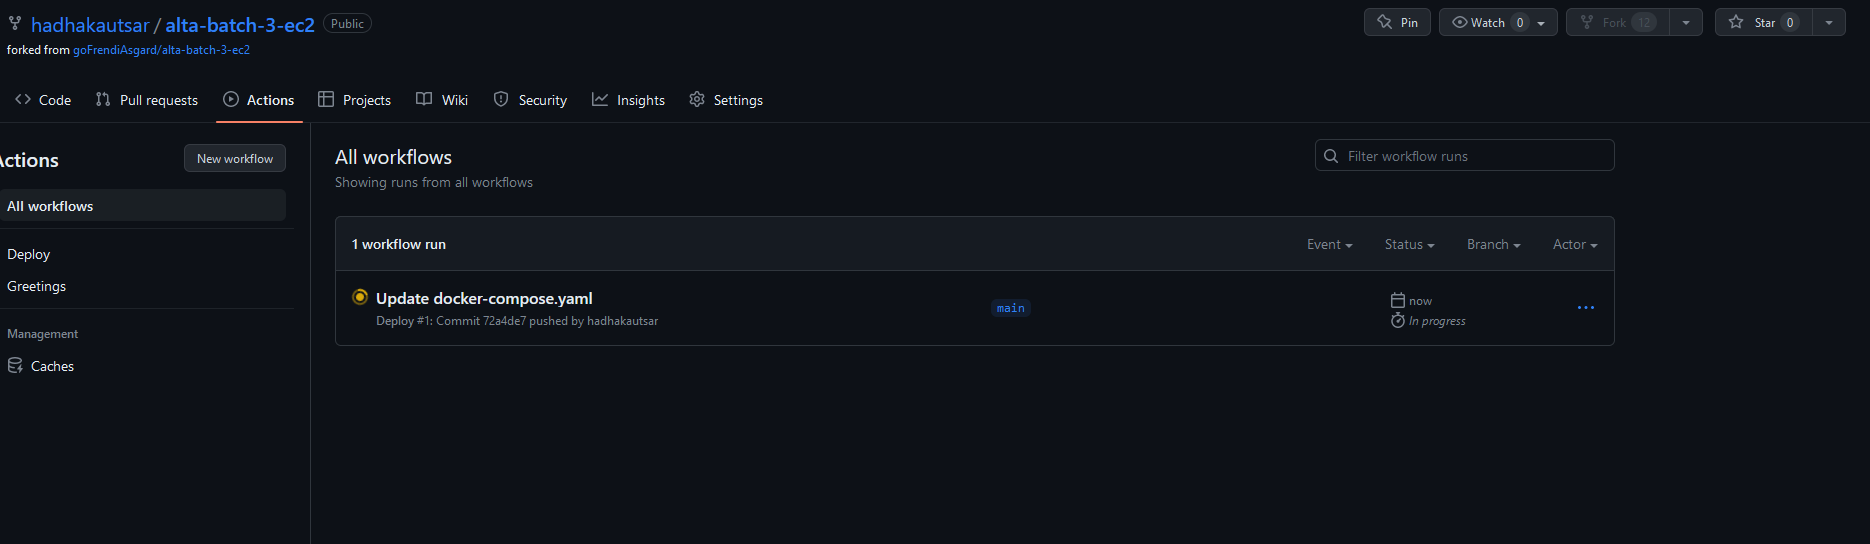 hadhakautsar / alta-batch-3-ec2 Public
Pin Watch 0 Fork 12 Star 0
forked from goFrendiAsgard/alta-batch-3-ec2
Code Pull requests Actions Projects Wiki Security Insights Settings
Actions New workflow
All workflows
Deploy
Greetings
Management
Caches
All workflows
Showing runs from all workflows
Filter workflow runs
1 workflow run Event Status Branch Actor
Update docker-compose.yaml
Deploy #1: Commit 72a4de7 pushed by hadhakautsar
main
now
In progress